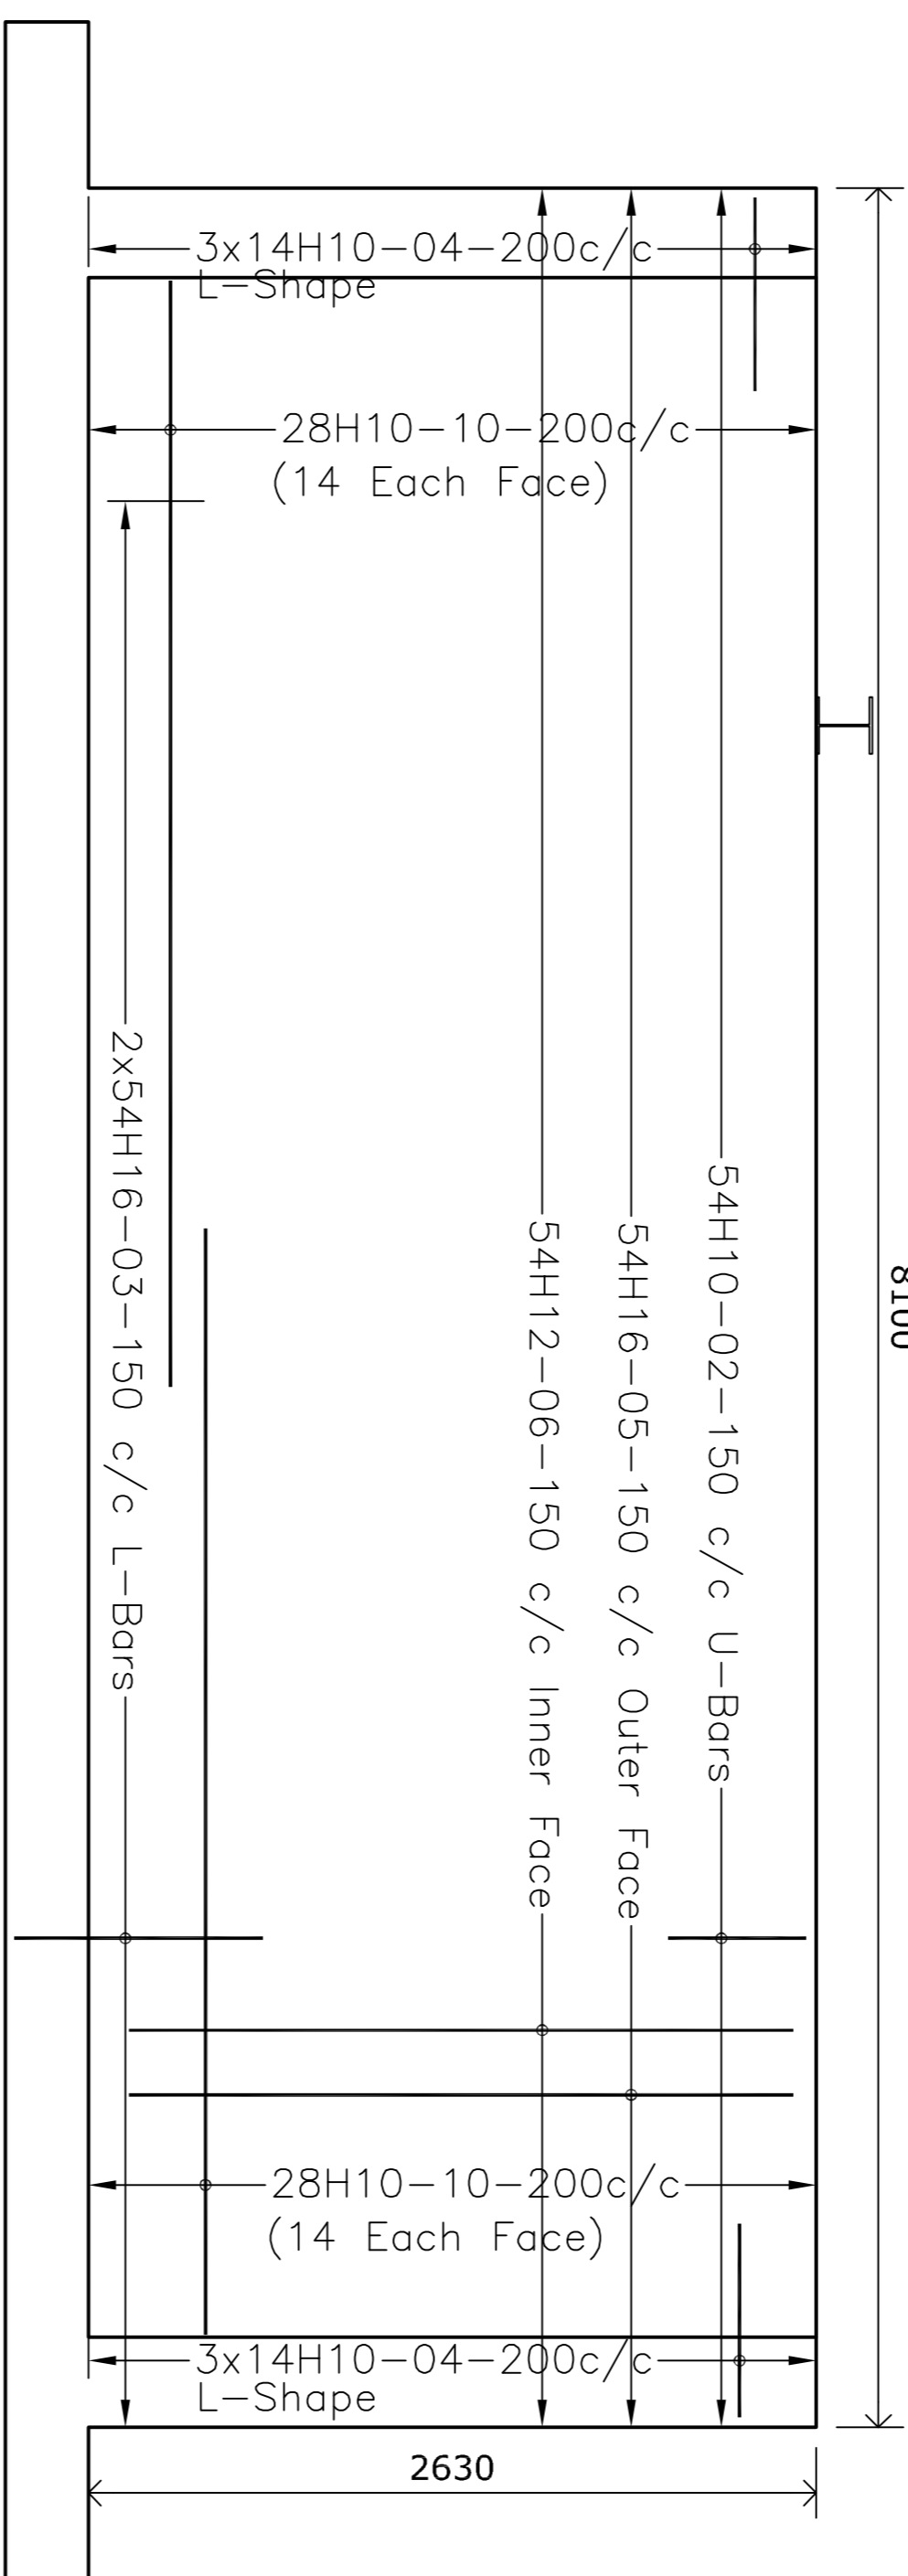 3x14H10-04-200c/c
L-Shape
28H10-10-200c/c
(14 Each Face)
2x54H16-03-150 c/c L-Bars
54H12-06-150 c/c Inner Face
54H16-05-150 c/c Outer Face
54H10-02-150 c/c U-Bars
8100
28H10-10-200c/c
(14 Each Face)
3x14H10-04-200c/c
L-Shape
2630